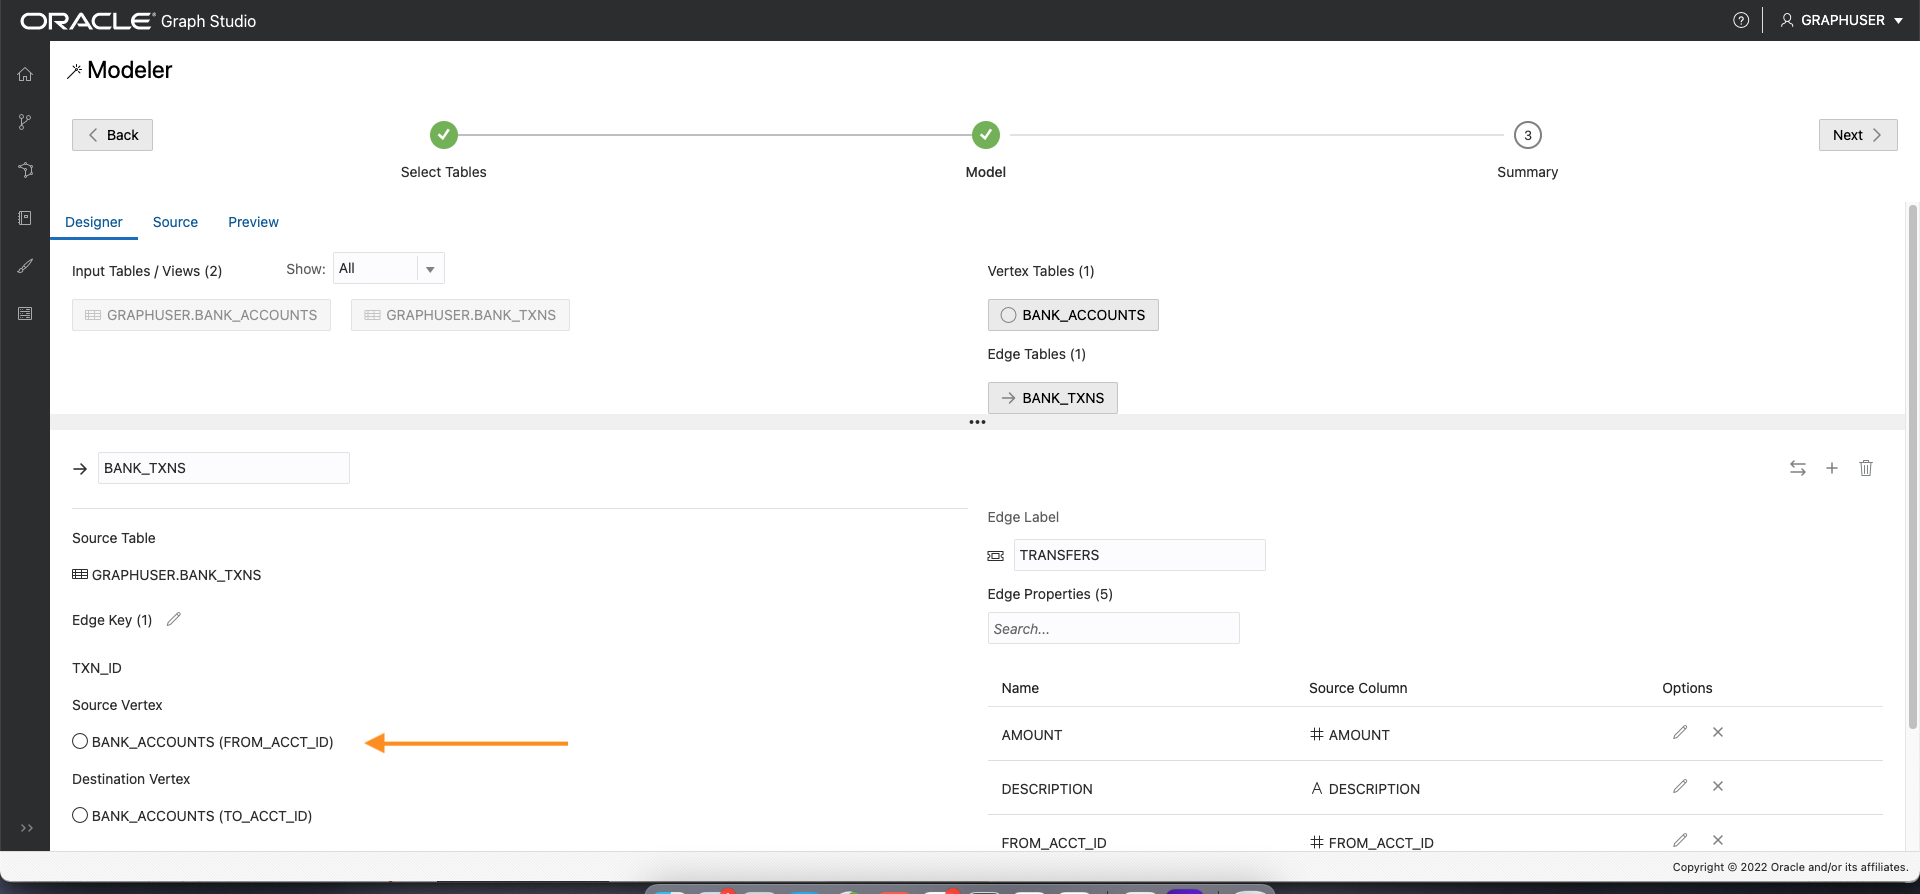 ORACLE Graph Studio
GRAPHUSER
Modeler
Back
Next
3
Select Tables
Model
Summary
Designer
Source
Preview
Input Tables / Views (2)
Show:
All
GRAPHUSER.BANK_ACCOUNTS
GRAPHUSER.BANK_TXNS
Vertex Tables (1)
BANK_ACCOUNTS
Edge Tables (1)
BANK_TXNS
BANK_TXNS
Source Table
GRAPHUSER.BANK_TXNS
Edge Key (1)
TXN_ID
Source Vertex
BANK_ACCOUNTS (FROM_ACCT_ID)
Destination Vertex
BANK_ACCOUNTS (TO_ACCT_ID)
Edge Label
TRANSFERS
Edge Properties (5)
Search...
Name Source Column Options
AMOUNT AMOUNT
DESCRIPTION DESCRIPTION
FROM_ACCT_ID FROM_ACCT_ID
Copyright © 2022 Oracle and/or its affiliates.